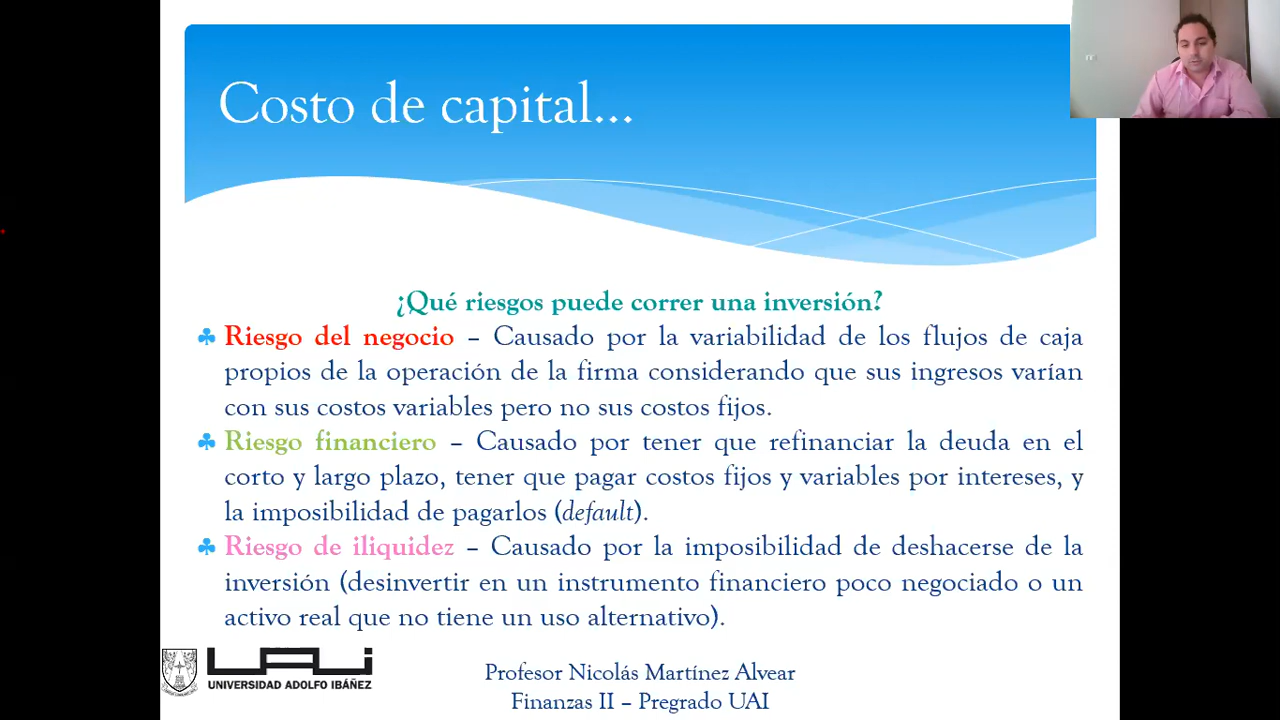 Costo de capital...
¿Qué riesgos puede correr una inversión?
Riesgo del negocio – Causado por la variabilidad de los flujos de caja
propios de la operación de la firma considerando que sus ingresos varían
con sus costos variables pero no sus costos fijos.
Riesgo financiero – Causado por tener que refinanciar la deuda en el
corto y largo plazo, tener que pagar costos fijos y variables por intereses, y
la imposibilidad de pagarlos (default).
Riesgo de iliquidez – Causado por la imposibilidad de deshacerse de la
inversión (desinvertir en un instrumento financiero poco negociado o un
activo real que no tiene un uso alternativo).
UAI
UNIVERSIDAD ADOLFO IBÁÑEZ
Profesor Nicolás Martínez Alvear
Finanzas II – Pregrado UAI